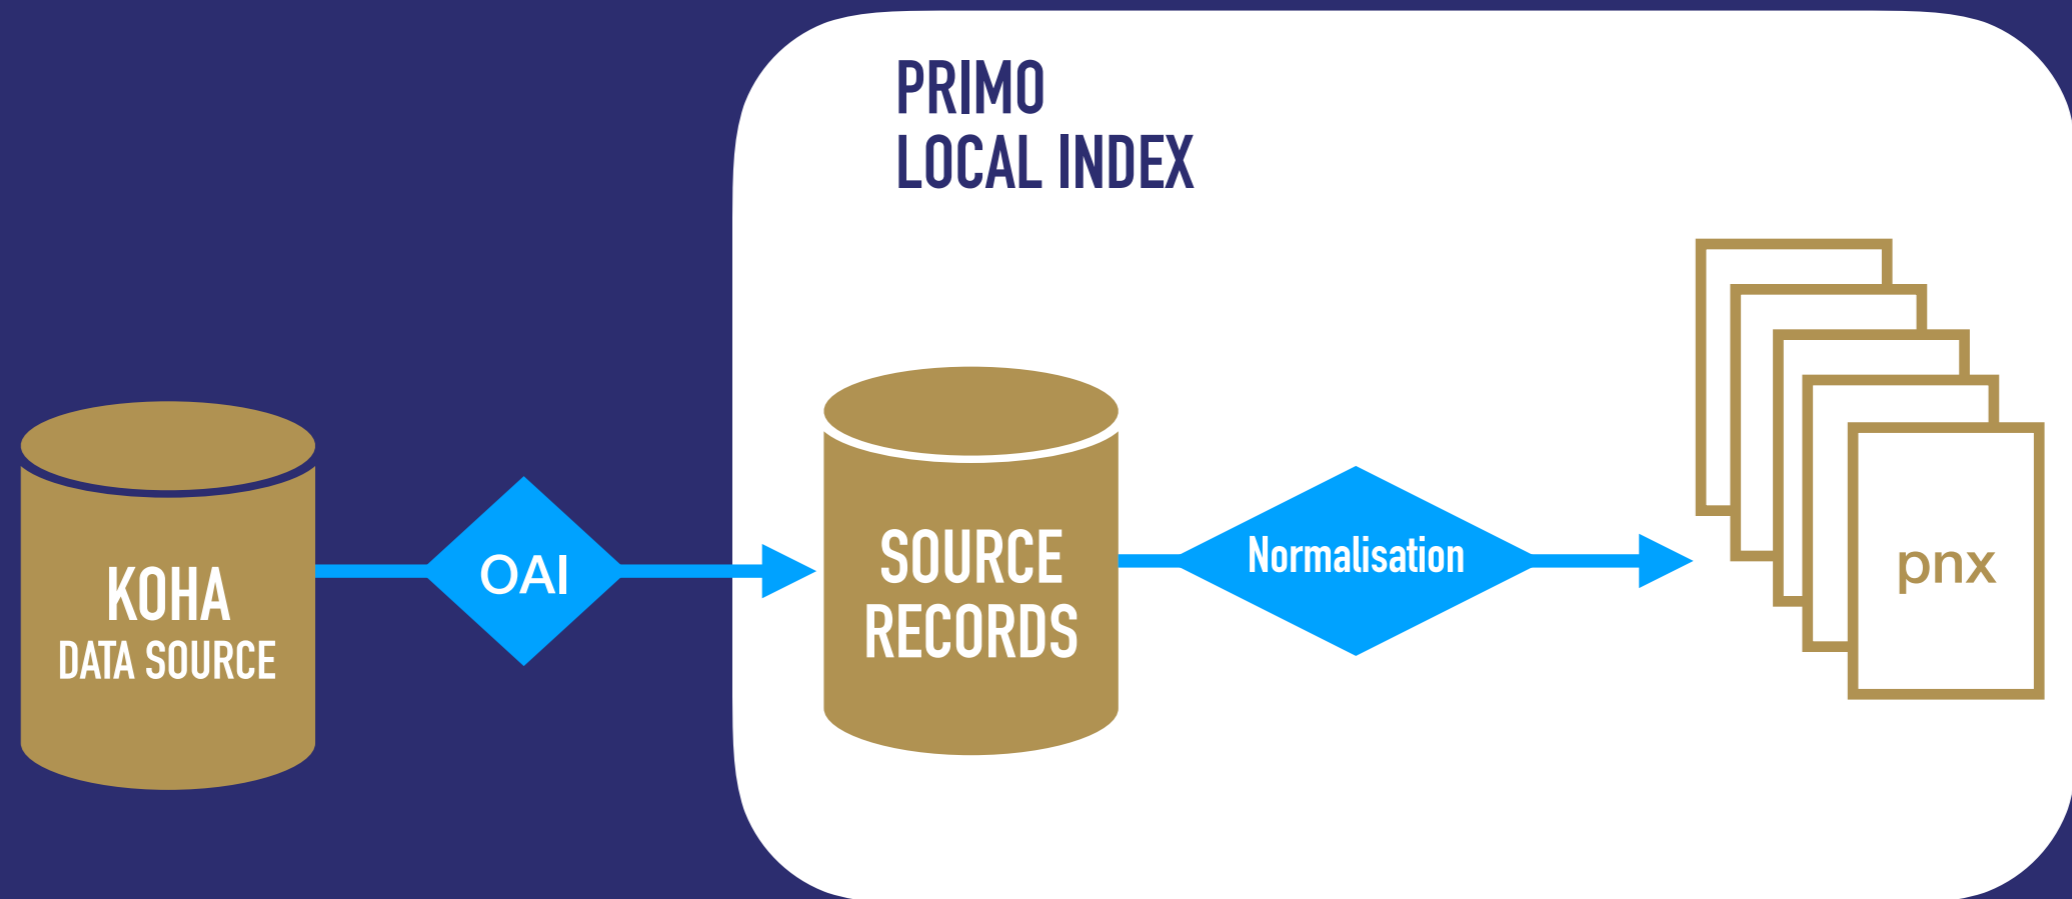 PRIMO
LOCAL INDEX
KOHA
DATA SOURCE
OAI
SOURCE
RECORDS
Normalisation
pnx